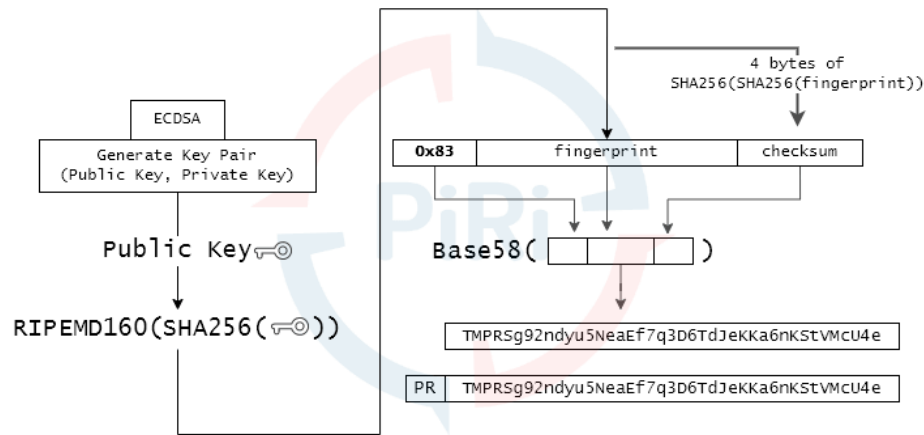 ECDSA
Generate Key Pair
(Public Key, Private Key)
Public Key
RIPEMD160(SHA256( ))
4 bytes of
SHA256(SHA256(fingerprint))
0x83 fingerprint checksum
PiRi
Base58( )
TMPRSg92ndyu5NeaEf7q3D6TdJeKKa6nKStVMcU4e
PR TMPRSg92ndyu5NeaEf7q3D6TdJeKKa6nKStVMcU4e